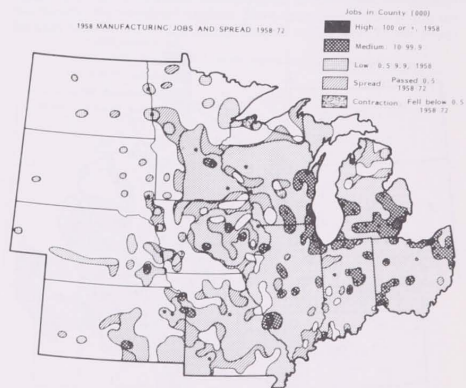 1958 MANUFACTURING JOBS AND SPREAD 1958-72
Jobs in County (000)
High: 100 or +, 1958
Medium: 10-99.9
Low: 0.5-9.9, 1958
Spread: Passed 0.5
1958-72
Contraction: Fell below 0.5
1958-72